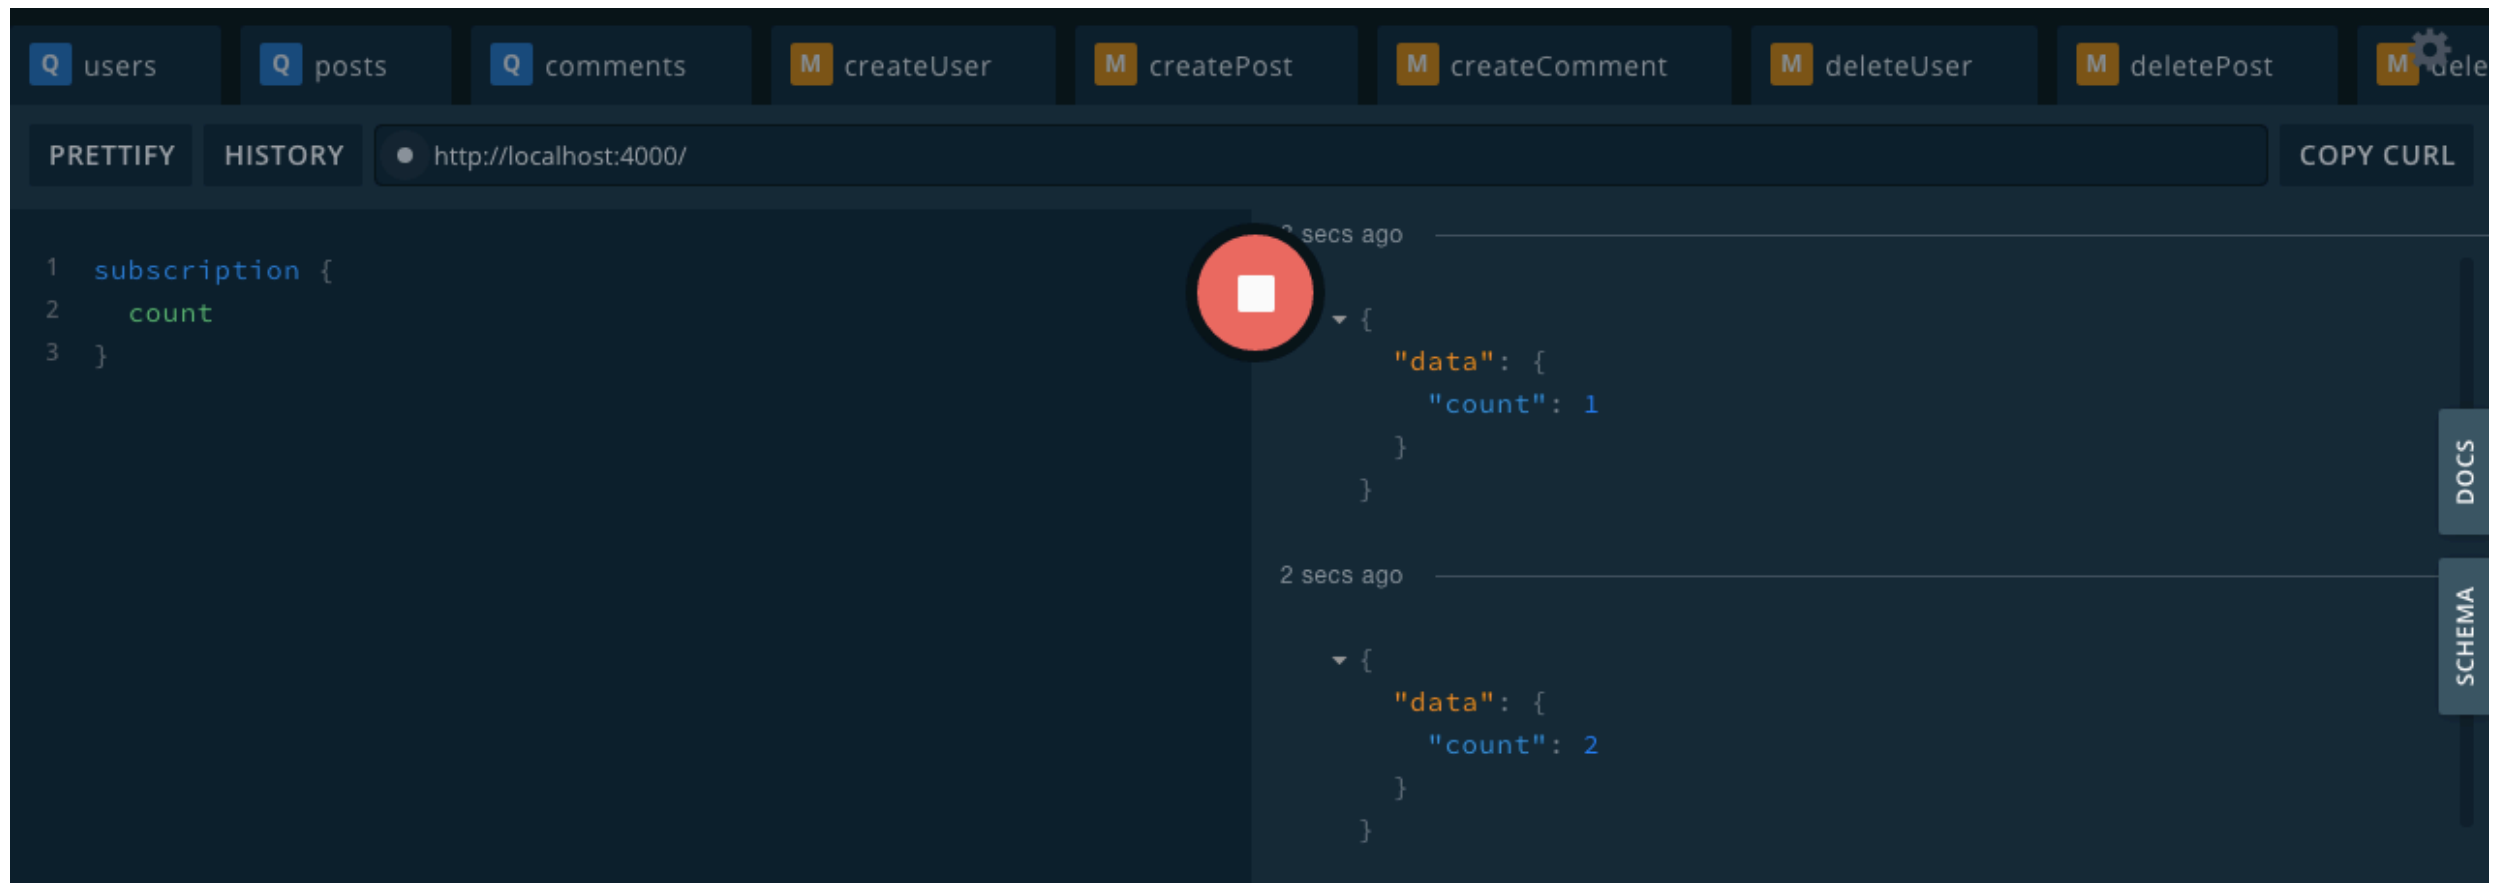 Q users Q posts Q comments M createUser M createPost M createComment M deleteUser M deletePost M dele
PRETTIFY HISTORY http://localhost:4000/ COPY CURL
1 subscription {
2 count
3 }
secs ago
{
"data": {
"count": 1
}
}
2 secs ago
{
"data": {
"count": 2
}
}
DOCS
SCHEMA